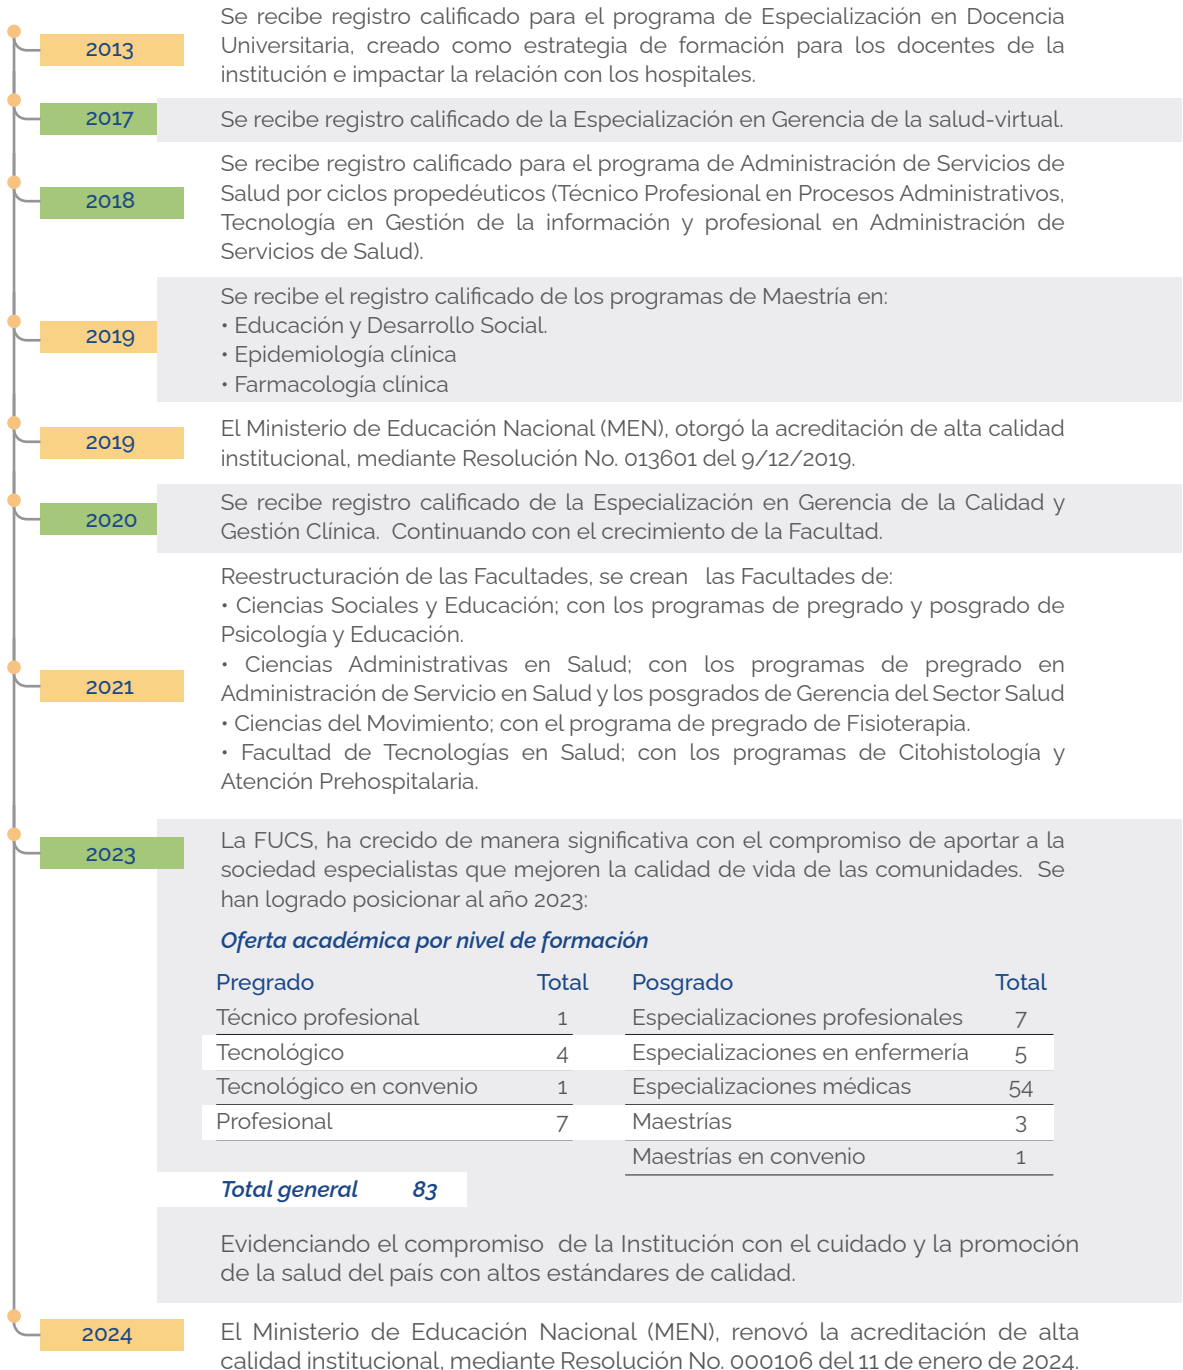 2013
Se recibe registro calificado para el programa de Especialización en Docencia
Universitaria, creado como estrategia de formación para los docentes de la
institución e impactar la relación con los hospitales.
2017
Se recibe registro calificado de la Especialización en Gerencia de la salud-virtual.
2018
Se recibe registro calificado para el programa de Administración de Servicios de
Salud por ciclos propedéuticos (Técnico Profesional en Procesos Administrativos,
Tecnología en Gestión de la información y profesional en Administración de
Servicios de Salud).
2019
Se recibe el registro calificado de los programas de Maestría en:
• Educación y Desarrollo Social.
• Epidemiología clínica
• Farmacología clínica
2019
El Ministerio de Educación Nacional (MEN), otorgó la acreditación de alta calidad
institucional, mediante Resolución No. 013601 del 9/12/2019.
2020
Se recibe registro calificado de la Especialización en Gerencia de la Calidad y
Gestión Clínica. Continuando con el crecimiento de la Facultad.
2021
Reestructuración de las Facultades, se crean las Facultades de:
• Ciencias Sociales y Educación; con los programas de pregrado y posgrado de
Psicología y Educación.
• Ciencias Administrativas en Salud; con los programas de pregrado en
Administración de Servicio en Salud y los posgrados de Gerencia del Sector Salud
• Ciencias del Movimiento; con el programa de pregrado de Fisioterapia.
• Facultad de Tecnologías en Salud; con los programas de Citohistología y
Atención Prehospitalaria.
2023
La FUCS, ha crecido de manera significativa con el compromiso de aportar a la
sociedad especialistas que mejoren la calidad de vida de las comunidades. Se
han logrado posicionar al año 2023:
Oferta académica por nivel de formación
Pregrado Total Posgrado Total
Técnico profesional 1 Especializaciones profesionales 7
Tecnológico 4 Especializaciones en enfermería 5
Tecnológico en convenio 1 Especializaciones médicas 54
Profesional 7 Maestrías 3
Maestrías en convenio 1
Total general 83
Evidenciando el compromiso de la Institución con el cuidado y la promoción
de la salud del país con altos estándares de calidad.
2024
El Ministerio de Educación Nacional (MEN), renovó la acreditación de alta
calidad institucional, mediante Resolución No. 000106 del 11 de enero de 2024.